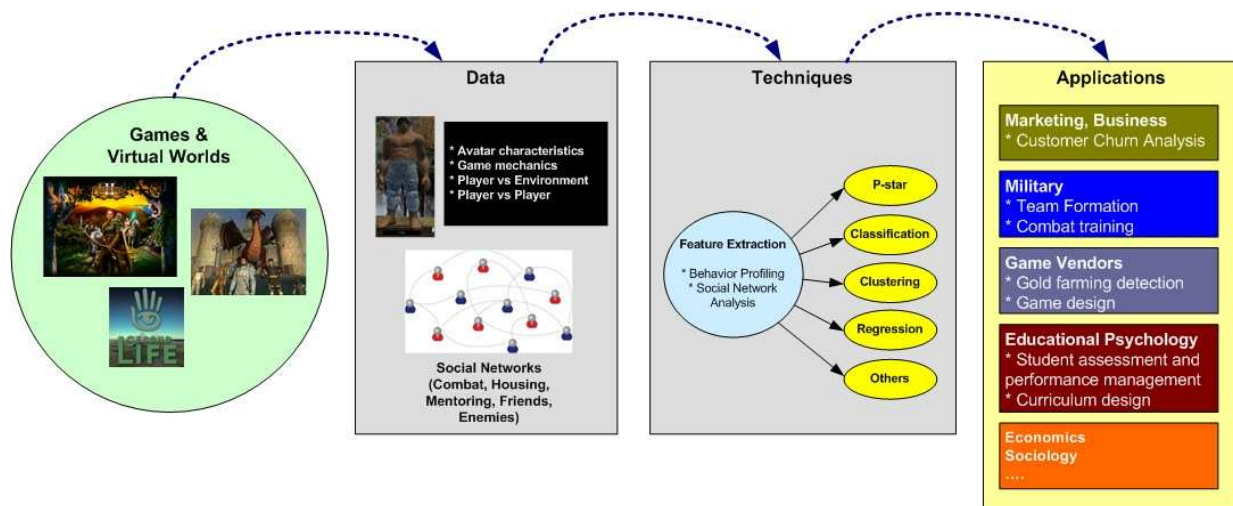 Games &
Virtual Worlds
SECOND
LIFE
Data
* Avatar characteristics
* Game mechanics
* Player vs Environment
* Player vs Player
Social Networks
(Combat, Housing,
Mentoring, Friends,
Enemies)
Techniques
Feature Extraction
* Behavior Profiling
* Social Network
Analysis
P-star
Classification
Clustering
Regression
Others
Applications
Marketing, Business
* Customer Churn Analysis
Military
* Team Formation
* Combat training
Game Vendors
* Gold farming detection
* Game design
Educational Psychology
* Student assessment and
performance management
* Curriculum design
Economics
Sociology
....